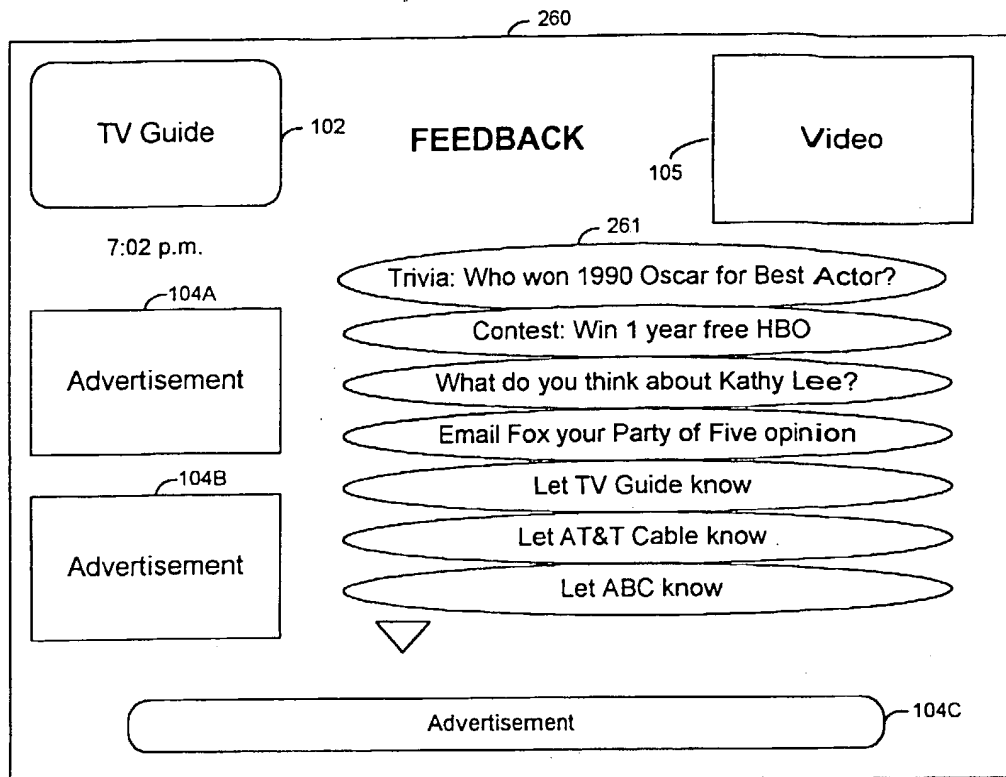 260
TV Guide
102
FEEDBACK
105
Video
7:02 p.m.
261
Trivia: Who won 1990 Oscar for Best Actor?
104A
Contest: Win 1 year free HBO
Advertisement
What do you think about Kathy Lee?
Email Fox your Party of Five opinion
104B
Let TV Guide know
Advertisement
Let AT&T Cable know
Let ABC know
Advertisement
104C